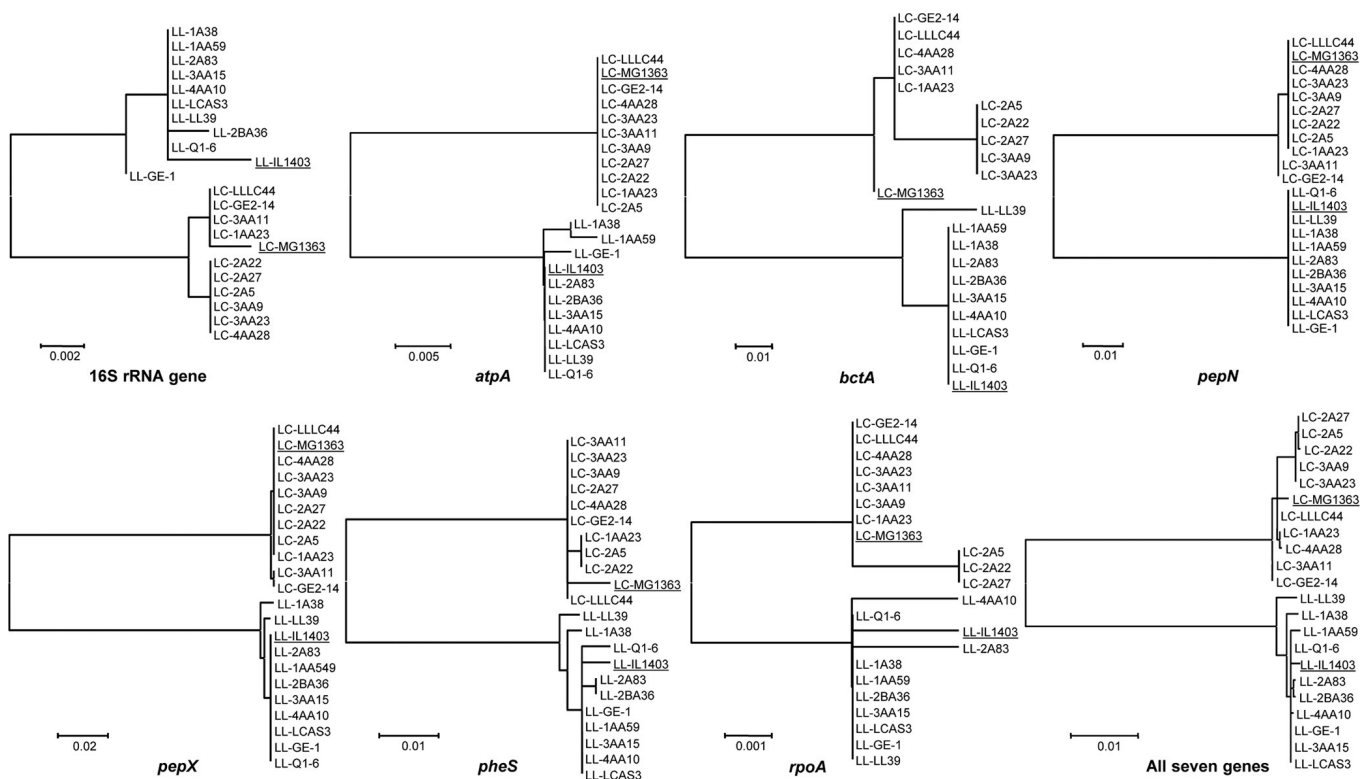 LL-1A38
LL-1AA59
LL-2A83
LL-3AA15
LL-4AA10
LL-LCAS3
LL-LL39
LL-2BA36
LL-Q1-6
LL-IL1403
LL-GE-1
LC-LLLC44
LC-GE2-14
LC-3AA11
LC-1AA23
LC-MG1363
LC-2A22
LC-2A27
LC-2A5
LC-3AA9
LC-3AA23
LC-4AA28
0.002
16S rRNA gene
LC-LLLC44
LC-MG1363
LC-GE2-14
LC-4AA28
LC-3AA23
LC-3AA11
LC-3AA9
LC-2A27
LC-2A22
LC-1AA23
LC-2A5
LL-1A38
LL-1AA59
LL-GE-1
LL-IL1403
LL-2A83
LL-2BA36
LL-3AA15
LL-4AA10
LL-LCAS3
LL-LL39
LL-Q1-6
0.005
atpA
LC-GE2-14
LC-LLLC44
LC-4AA28
LC-3AA11
LC-1AA23
LC-2A5
LC-2A22
LC-2A27
LC-3AA9
LC-3AA23
LC-MG1363
LL-LL39
LL-1AA59
LL-1A38
LL-2A83
LL-2BA36
LL-3AA15
LL-4AA10
LL-LCAS3
LL-GE-1
LL-Q1-6
LL-IL1403
0.01
bctA
LC-LLLC44
LC-MG1363
LC-4AA28
LC-3AA23
LC-3AA9
LC-2A27
LC-2A22
LC-2A5
LC-1AA23
LC-3AA11
LC-GE2-14
LL-Q1-6
LL-IL1403
LL-LL39
LL-1A38
LL-1AA59
LL-2A83
LL-2BA36
LL-3AA15
LL-4AA10
LL-LCAS3
LL-GE-1
0.01
pepN
LC-LLLC44
LC-MG1363
LC-4AA28
LC-3AA23
LC-3AA9
LC-2A27
LC-2A22
LC-2A5
LC-1AA23
LC-3AA11
LC-GE2-14
LL-1A38
LL-LL39
LL-IL1403
LL-2A83
LL-1AA549
LL-2BA36
LL-3AA15
LL-4AA10
LL-LCAS3
LL-GE-1
LL-Q1-6
0.02
pepX
LC-3AA11
LC-3AA23
LC-3AA9
LC-2A27
LC-4AA28
LC-GE2-14
LC-1AA23
LC-2A5
LC-2A22
LC-MG1363
LC-LLLC44
LL-LL39
LL-1A38
LL-Q1-6
LL-IL1403
LL-2A83
LL-2BA36
LL-GE-1
LL-1AA59
LL-3AA15
LL-4AA10
LL-LCAS3
0.01
pheS
LC-GE2-14
LC-LLLC44
LC-4AA28
LC-3AA23
LC-3AA11
LC-3AA9
LC-1AA23
LC-MG1363
LC-2A5
LC-2A22
LC-2A27
LL-4AA10
LL-Q1-6
LL-IL1403
LL-2A83
LL-1A38
LL-1AA59
LL-2BA36
LL-3AA15
LL-LCAS3
LL-GE-1
LL-LL39
0.001
rpoA
LC-2A27
LC-2A5
LC-2A22
LC-3AA9
LC-3AA23
LC-MG1363
LC-LLLC44
LC-1AA23
LC-4AA28
LC-3AA11
LC-GE2-14
LL-LL39
LL-1A38
LL-1AA59
LL-Q1-6
LL-IL1403
LL-2A83
LL-2BA36
LL-4AA10
LL-GE-1
LL-3AA15
LL-LCAS3
0.01
All seven genes